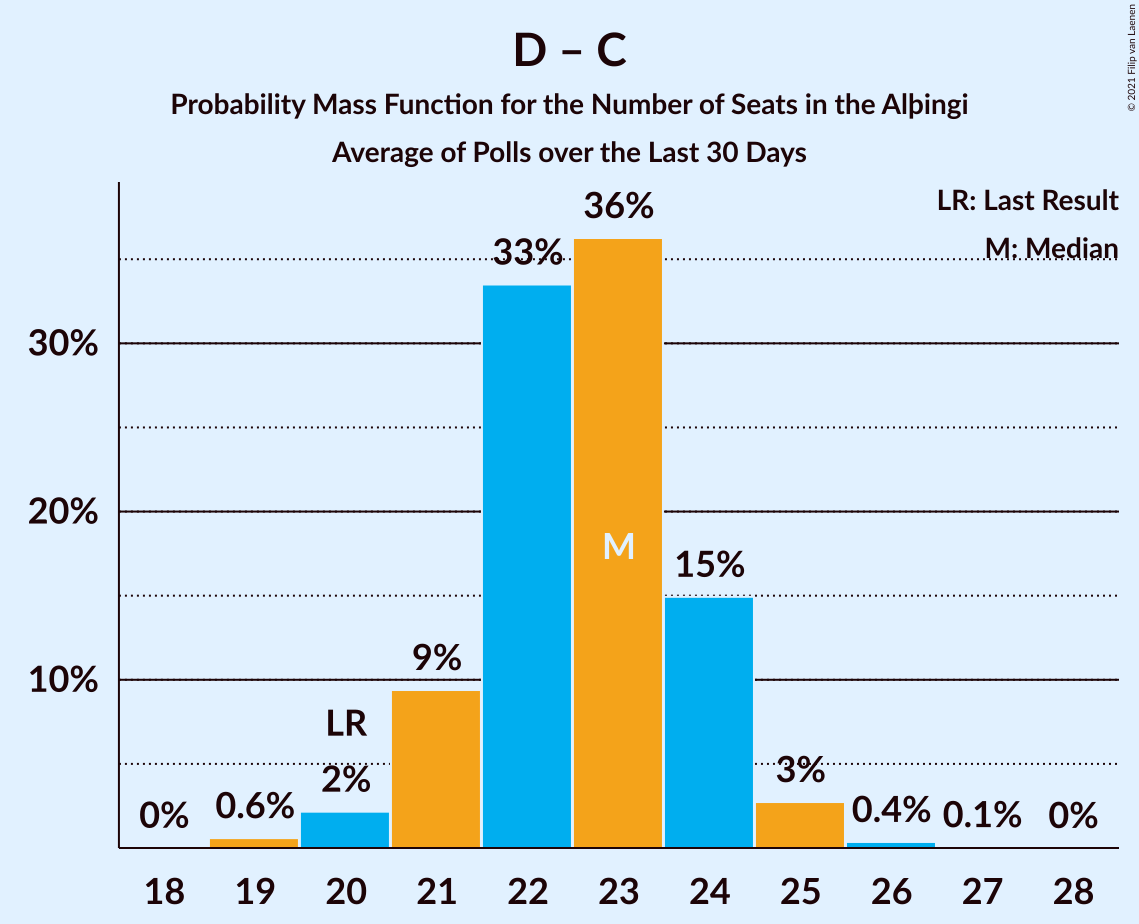 D – C
Probability Mass Function for the Number of Seats in the Alþingi
Average of Polls over the Last 30 Days
© 2021 Filip van Laenen
LR: Last Result
M: Median
36%
33%
30%
20%
M
15%
9%
10%
LR
2%
3%
0%
0.6%
0.4%
0.1%
0%
18 19 20 21 22 23 24 25 26 27 28